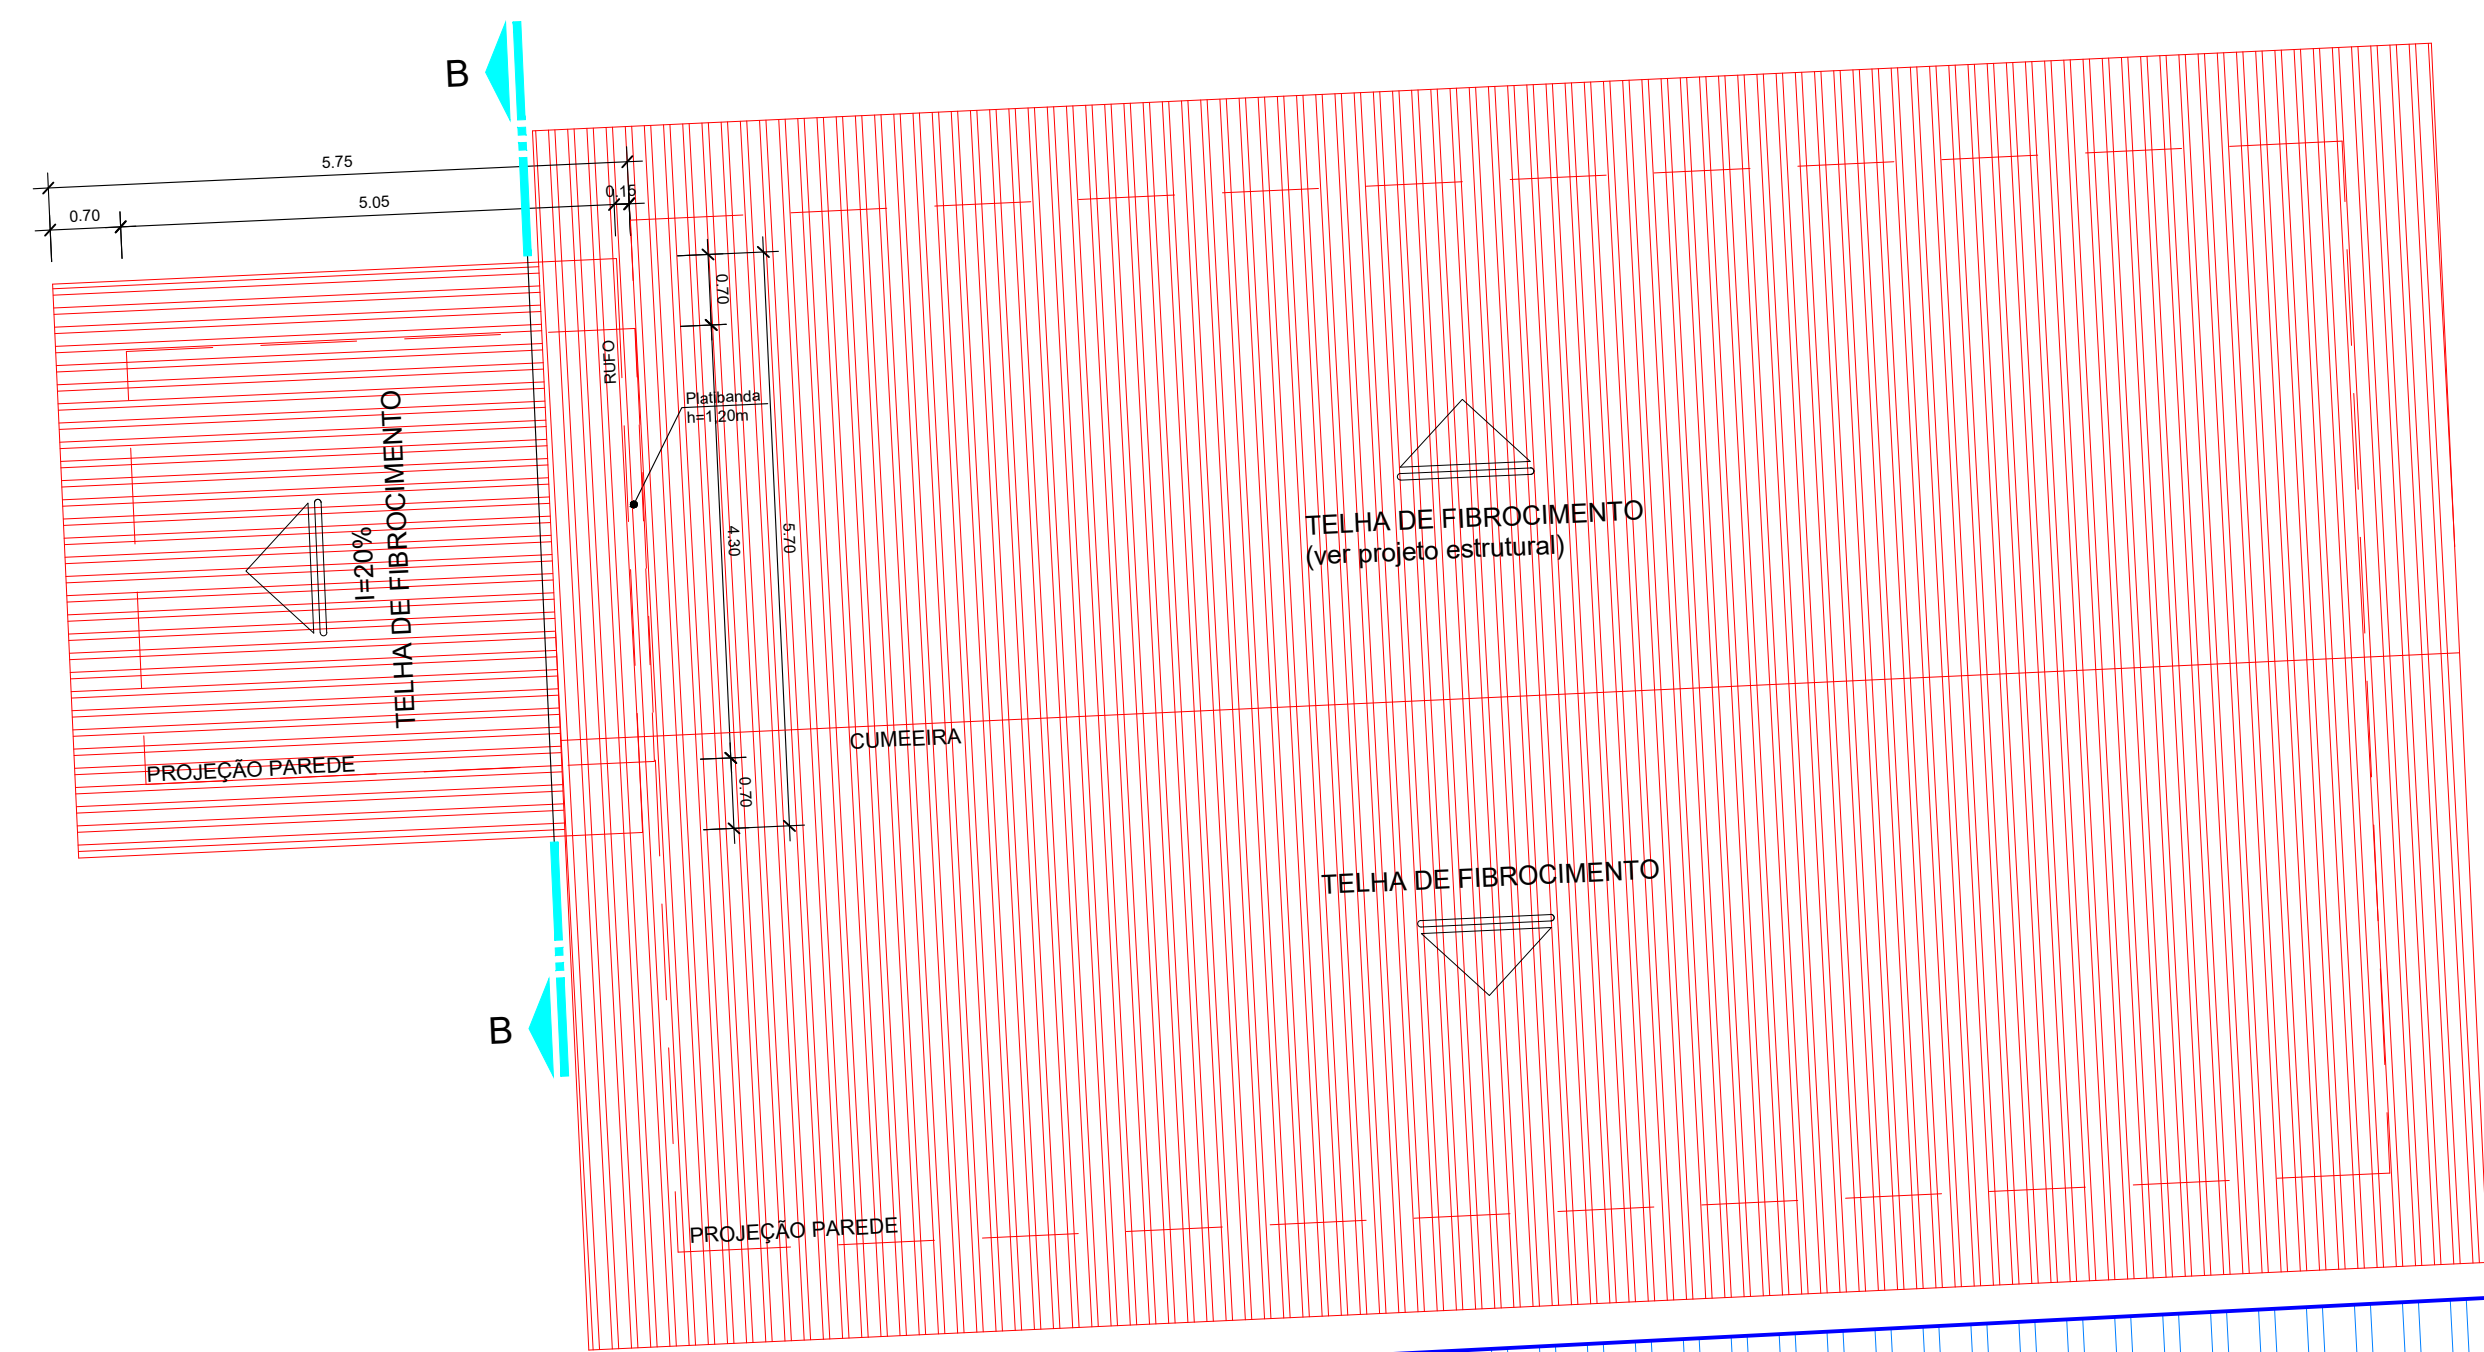 B
5.75
0.15
5.05
0.70
0.70
RUFO
Platibanda
h=1,20m
I=20%
TELHA DE FIBROCIMENTO
4.30
5.70
TELHA DE FIBROCIMENTO
(ver projeto estrutural)
CUMEEIRA
PROJEÇÃO PAREDE
0.70
TELHA DE FIBROCIMENTO
B
PROJEÇÃO PAREDE